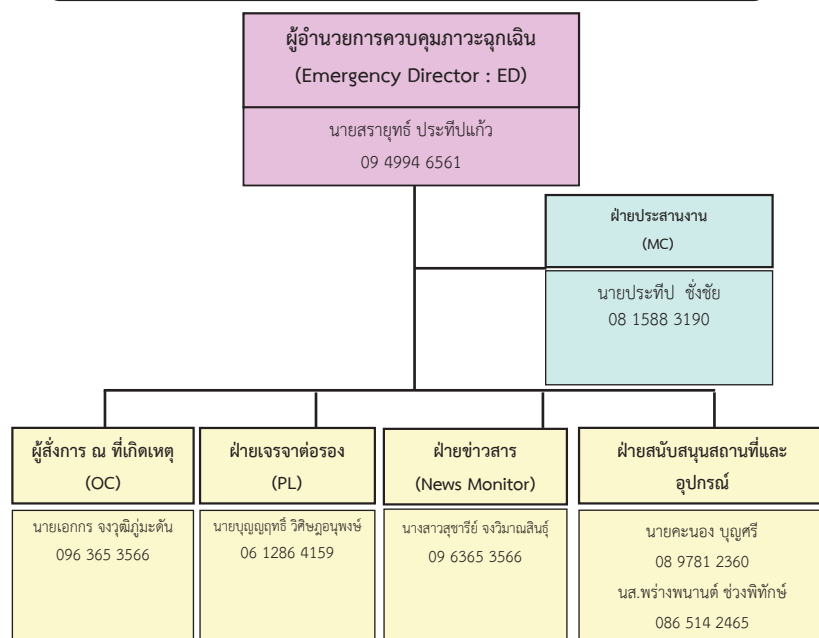 ผู้อำนวยการควบคุมภาวะฉุกเฉิน
(Emergency Director : ED)
นายสรายุทธ์ ประทีปแก้ว
09 4994 6561
ฝ่ายประสานงาน
(MC)
นายประทีป ชั่งชัย
08 1588 3190
ผู้สั่งการ ณ ที่เกิดเหตุ
(OC)
นายเอกกร จงวุฒิภู่มะดัน
096 365 3566
ฝ่ายเจรจาต่อรอง
(PL)
นายบุญญฤทธิ์ วิศิษฎอนุพงษ์
06 1286 4159
ฝ่ายข่าวสาร
(News Monitor)
นางสาวสุชารีย์ จงวิมาณสินธุ์
09 6365 3566
ฝ่ายสนับสนุนสถานที่และ
อุปกรณ์
นายคะนอง บุญศรี
08 9781 2360
นส.พร่างพนานต์ ช่วงพิทักษ์
086 514 2465